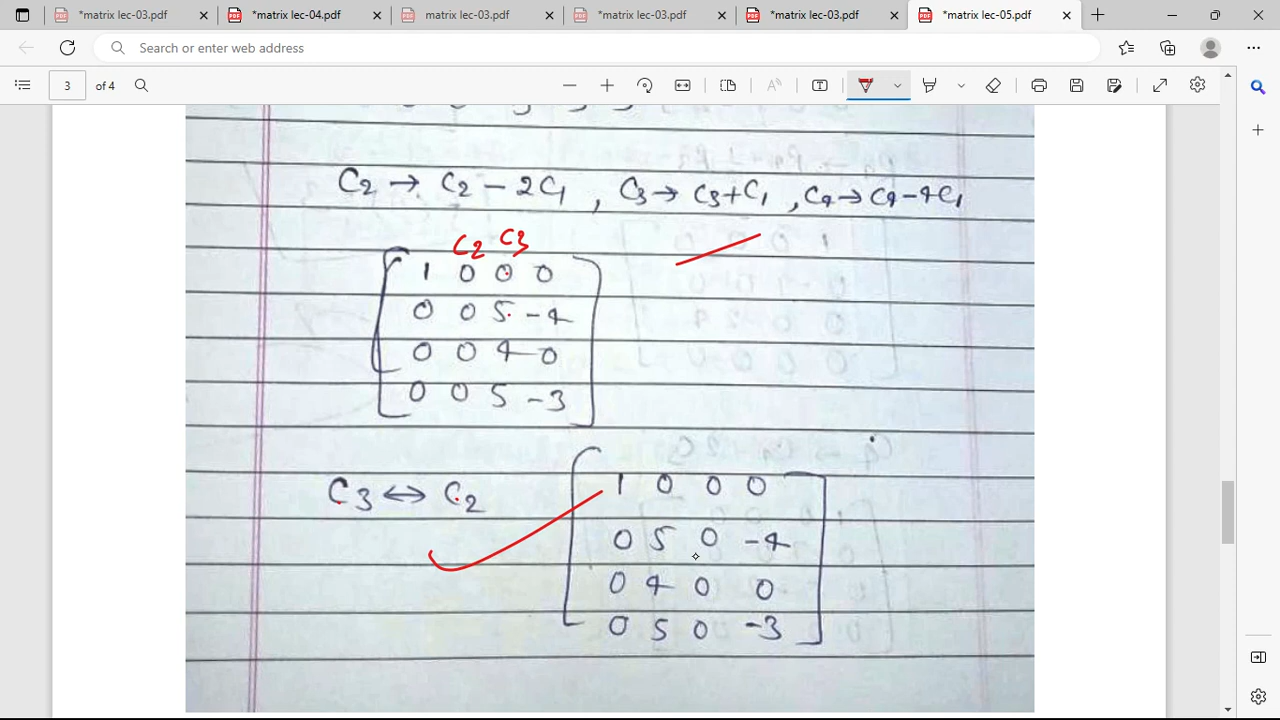 *matrix lec-03.pdf *matrix lec-04.pdf matrix lec-03.pdf *matrix lec-03.pdf *matrix lec-03.pdf *matrix lec-05.pdf
Search or enter web address
3 of 4
C2 → C2 - 2C1 , C3 → C3+C1 , C4 → C4-4C1
C2 C3
1 0 0 0
0 0 5 -4
0 0 4 0
0 0 5 -3
C3 ↔ C2
1 0 0 0
0 5 0 -4
0 4 0 0
0 5 0 -3